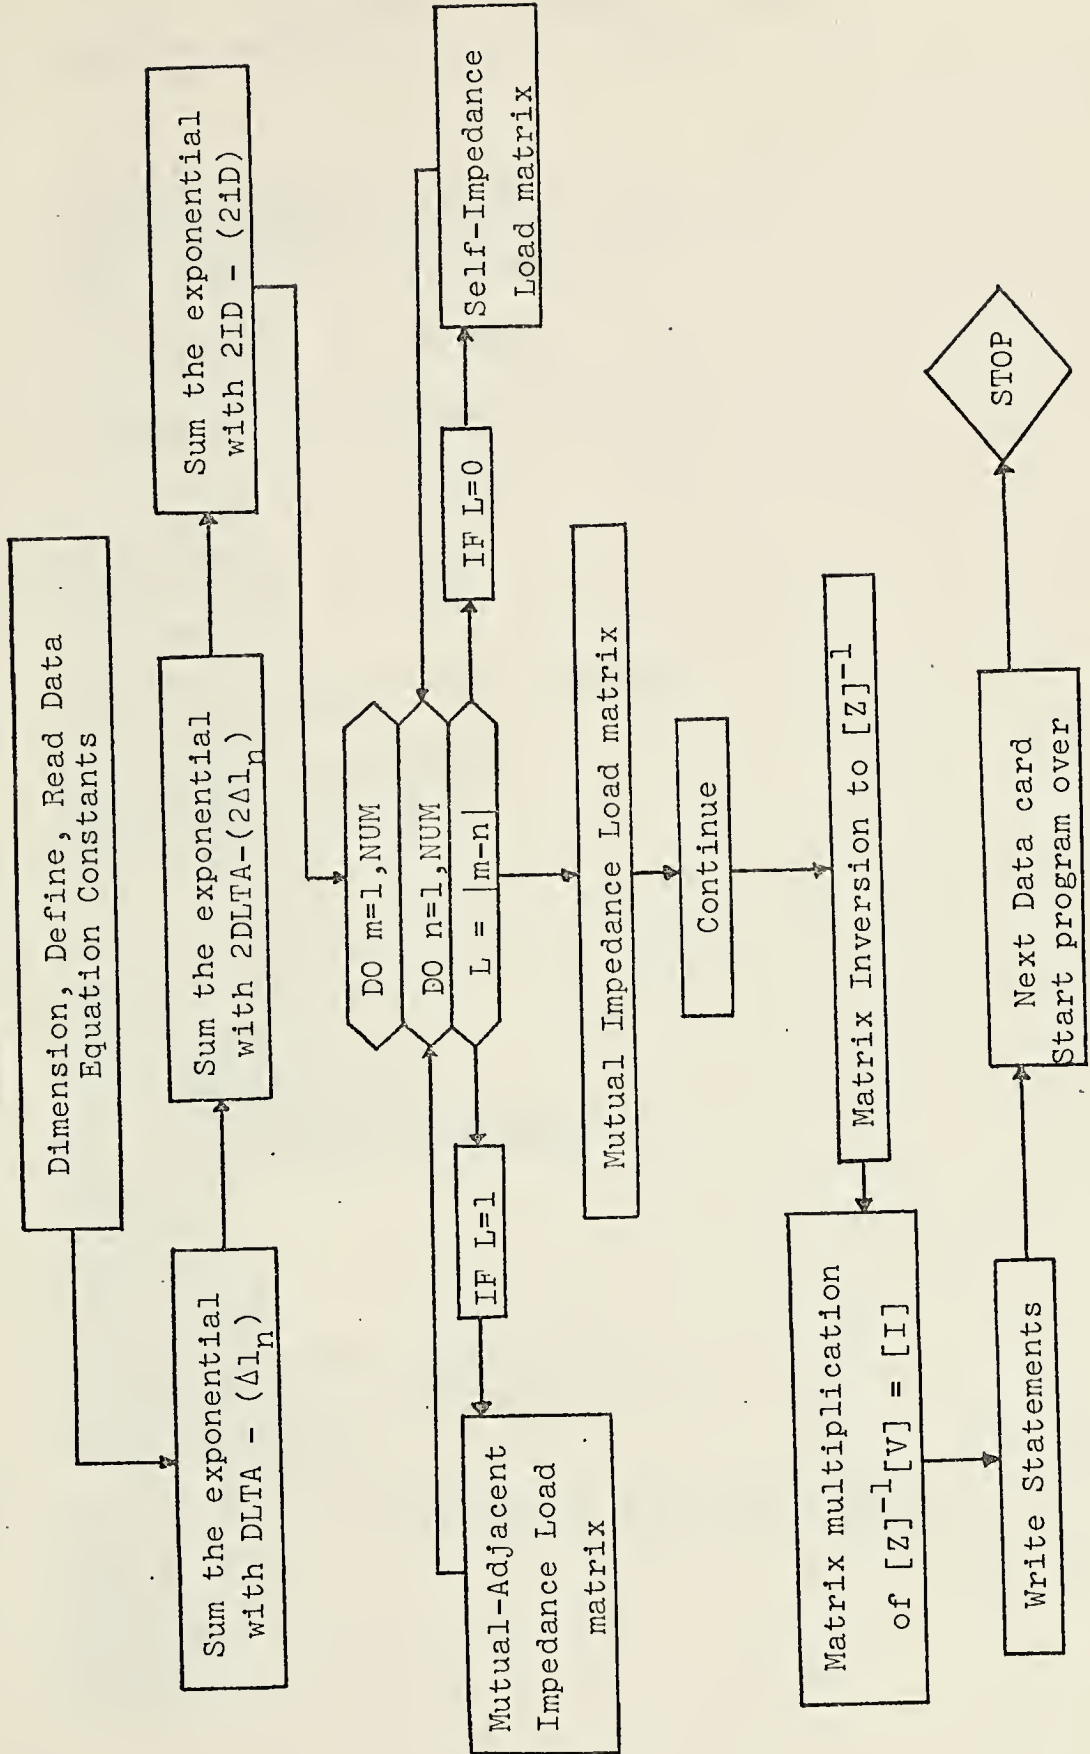 Dimension, Define, Read Data
Equation Constants
Sum the exponential
with DLTA - (Δl_n)
Sum the exponential
with 2DLTA-(2Δl_n)
Sum the exponential
with 2ID - (2iD)
DO m=1,NUM
DO n=1,NUM
L = |m-n|
IF L=1
Mutual-Adjacent
Impedance Load
matrix
IF L=0
Self-Impedance
Load matrix
Mutual Impedance Load matrix
Continue
Matrix Inversion to [Z]⁻¹
Matrix multiplication
of [Z]⁻¹[V] = [I]
Write Statements
Next Data card
Start program over
STOP